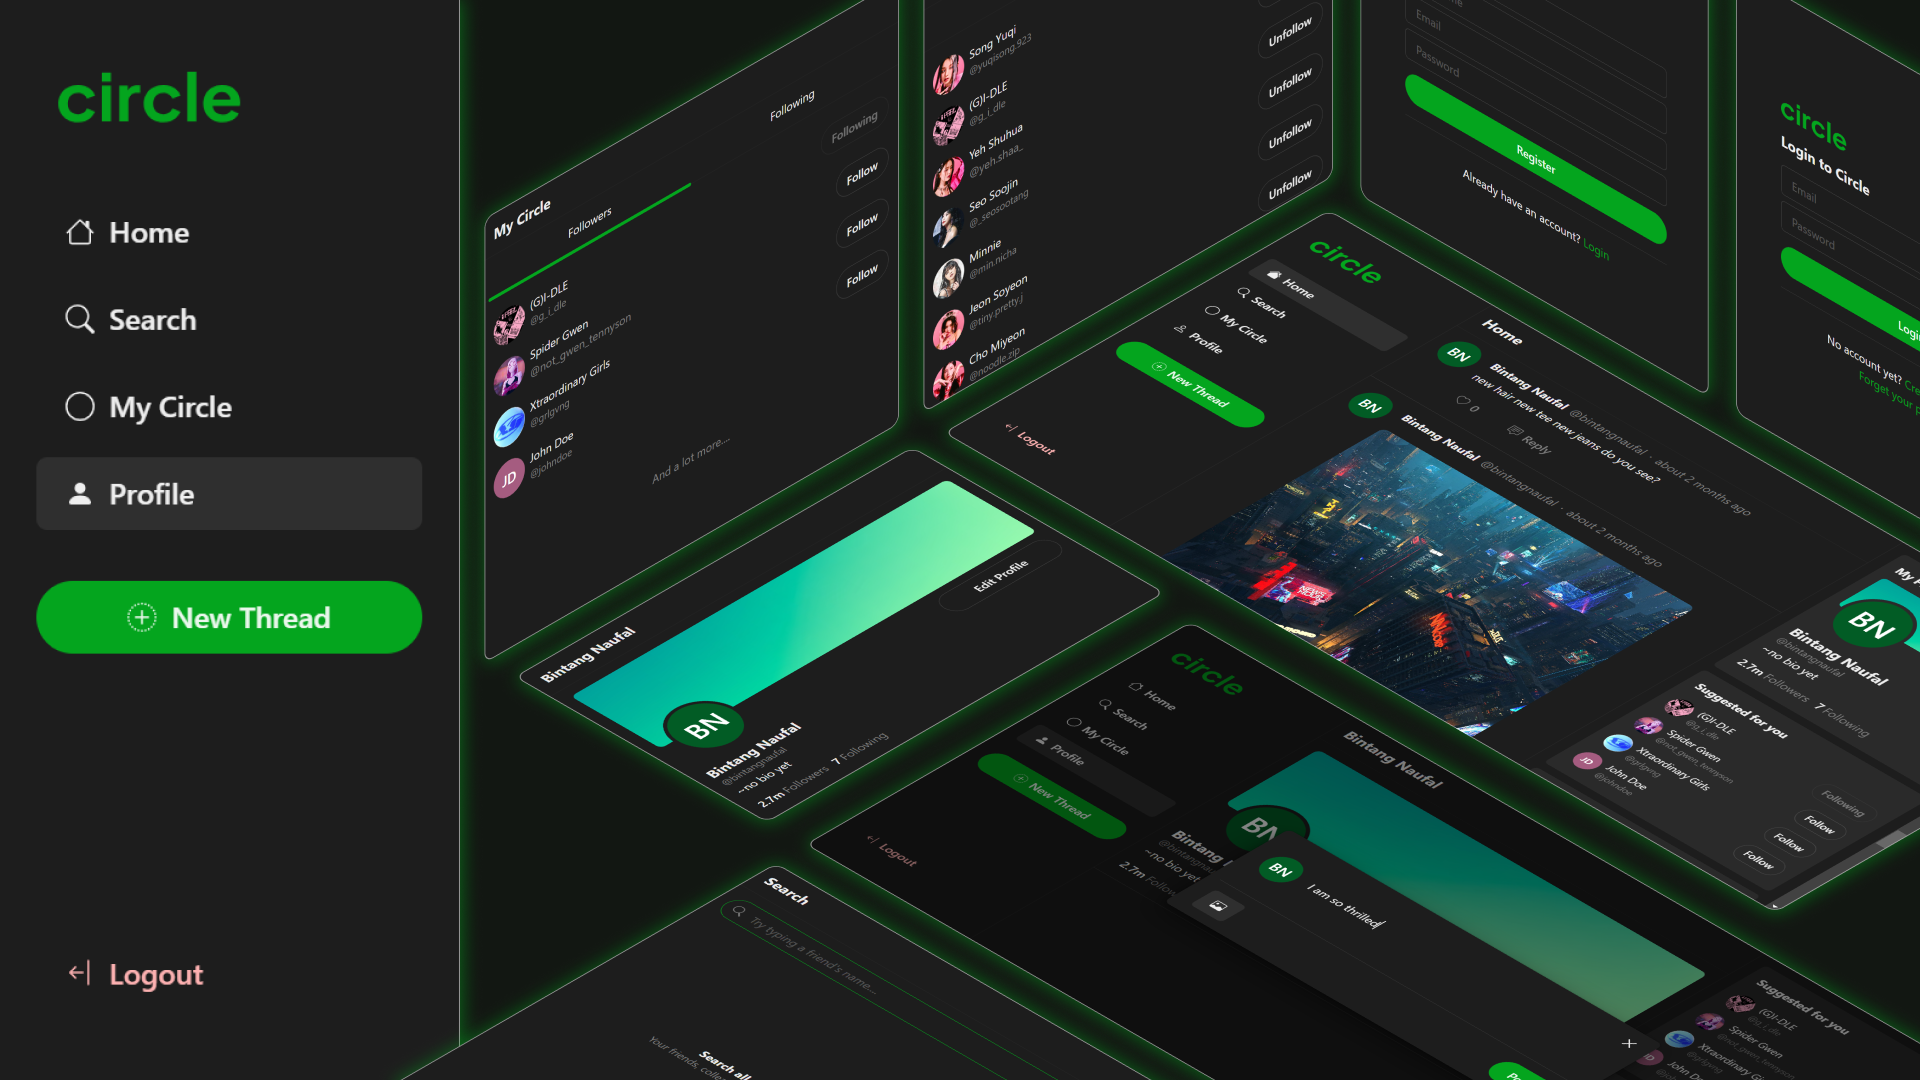 circle
Home
Search
My Circle
Profile
New Thread
Logout
My Circle
Followers
Following
(G)I-DLE
@g_i_dle
Following
Spider Gwen
@not_gwen_tennyson
Follow
Xtraordinary Girls
@grlgvng
Follow
John Doe
@johndoe
JD
Follow
And a lot more....
Song Yuqi
@yuqisong.923
Unfollow
(G)I-DLE
@g_i_dle
Unfollow
Yeh Shuhua
@yeh.shaa_
Unfollow
Seo Soojin
@_seosootang
Unfollow
Minnie
@min.nicha
Jeon Soyeon
@tiny.pretty.j
Cho Miyeon
@noodle.zip
Email
Password
Register
Already have an account? Login
circle
Login to Circle
Email
Password
No account yet?
Forget your
circle
Home
Search
My Circle
Profile
New Thread
Logout
Home
BN
Bintang Naufal @bintangnaufal · about 2 months ago
new hair new tee new jeans do you see?
0
Reply
BN
Bintang Naufal @bintangnaufal · about 2 months ago
BN
Bintang Naufal
@bintangnaufal
~no bio yet
2.7m Followers 7 Following
Suggested for you
(G)I-DLE
@g_i_dle
Following
Spider Gwen
@not_gwen_tennyson
Follow
Xtraordinary Girls
@grlgvng
Follow
JD
John Doe
@johndoe
Follow
Bintang Naufal
Edit Profile
BN
Bintang Naufal
@bintangnaufal
~no bio yet
2.7m Followers 7 Following
circle
Home
Search
My Circle
Profile
New Thread
Logout
Bintang Naufal
BN
Bintang
~no bio yet
2.7m
BN
I am so thrilled
Suggested for you
(G)I-DLE
@g_i_dle
Spider Gwen
@not_gwen_tennyson
Xtraordinary Girls
@grlgvng
John Doe
Search
Try typing a friend's name...
Search all
Your friends,